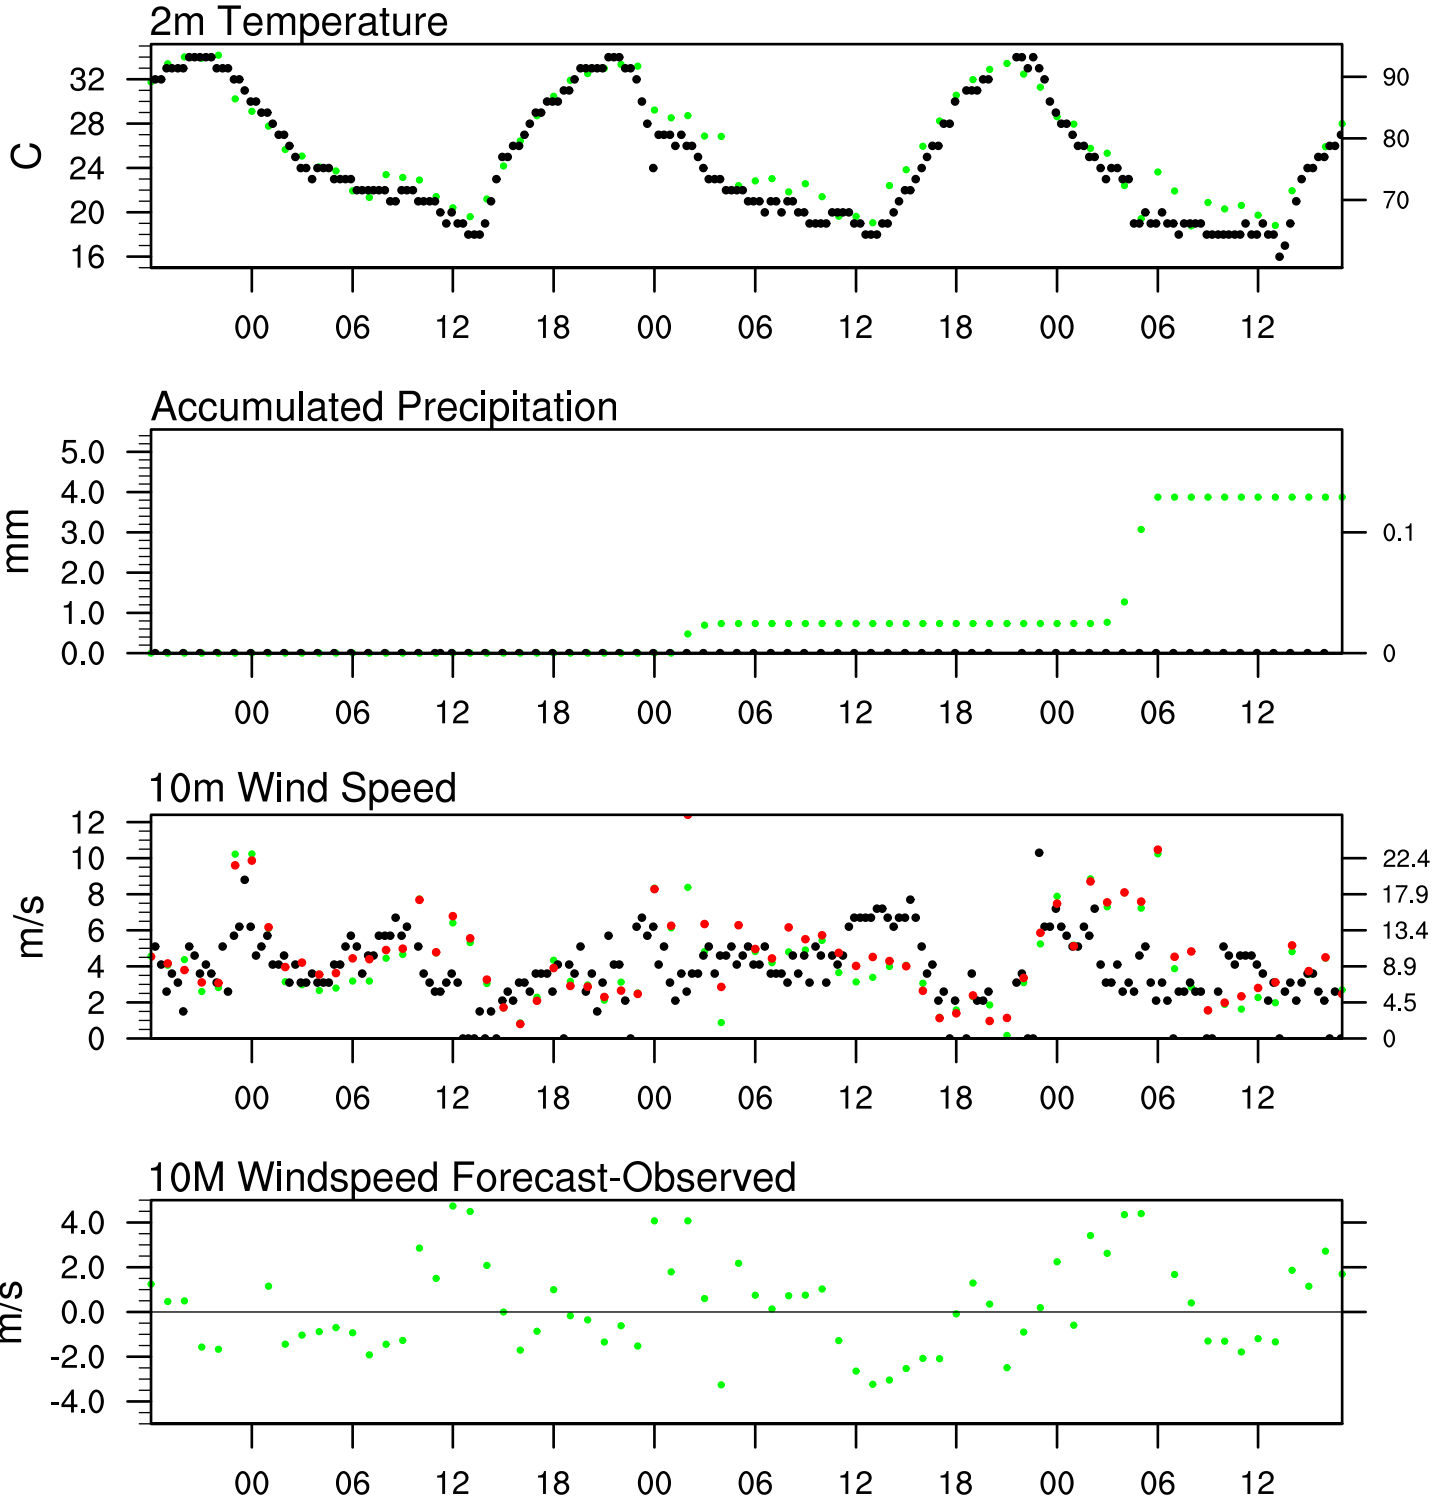 2m Temperature
C
32
28
24
20
16
90
80
70
00 06 12 18 00 06 12 18 00 06 12
Accumulated Precipitation
mm
5.0
4.0
3.0
2.0
1.0
0.0
0.1
0
00 06 12 18 00 06 12 18 00 06 12
10m Wind Speed
m/s
12
10
8
6
4
2
0
22.4
17.9
13.4
8.9
4.5
0
00 06 12 18 00 06 12 18 00 06 12
10M Windspeed Forecast-Observed
m/s
4.0
2.0
0.0
-2.0
-4.0
00 06 12 18 00 06 12 18 00 06 12